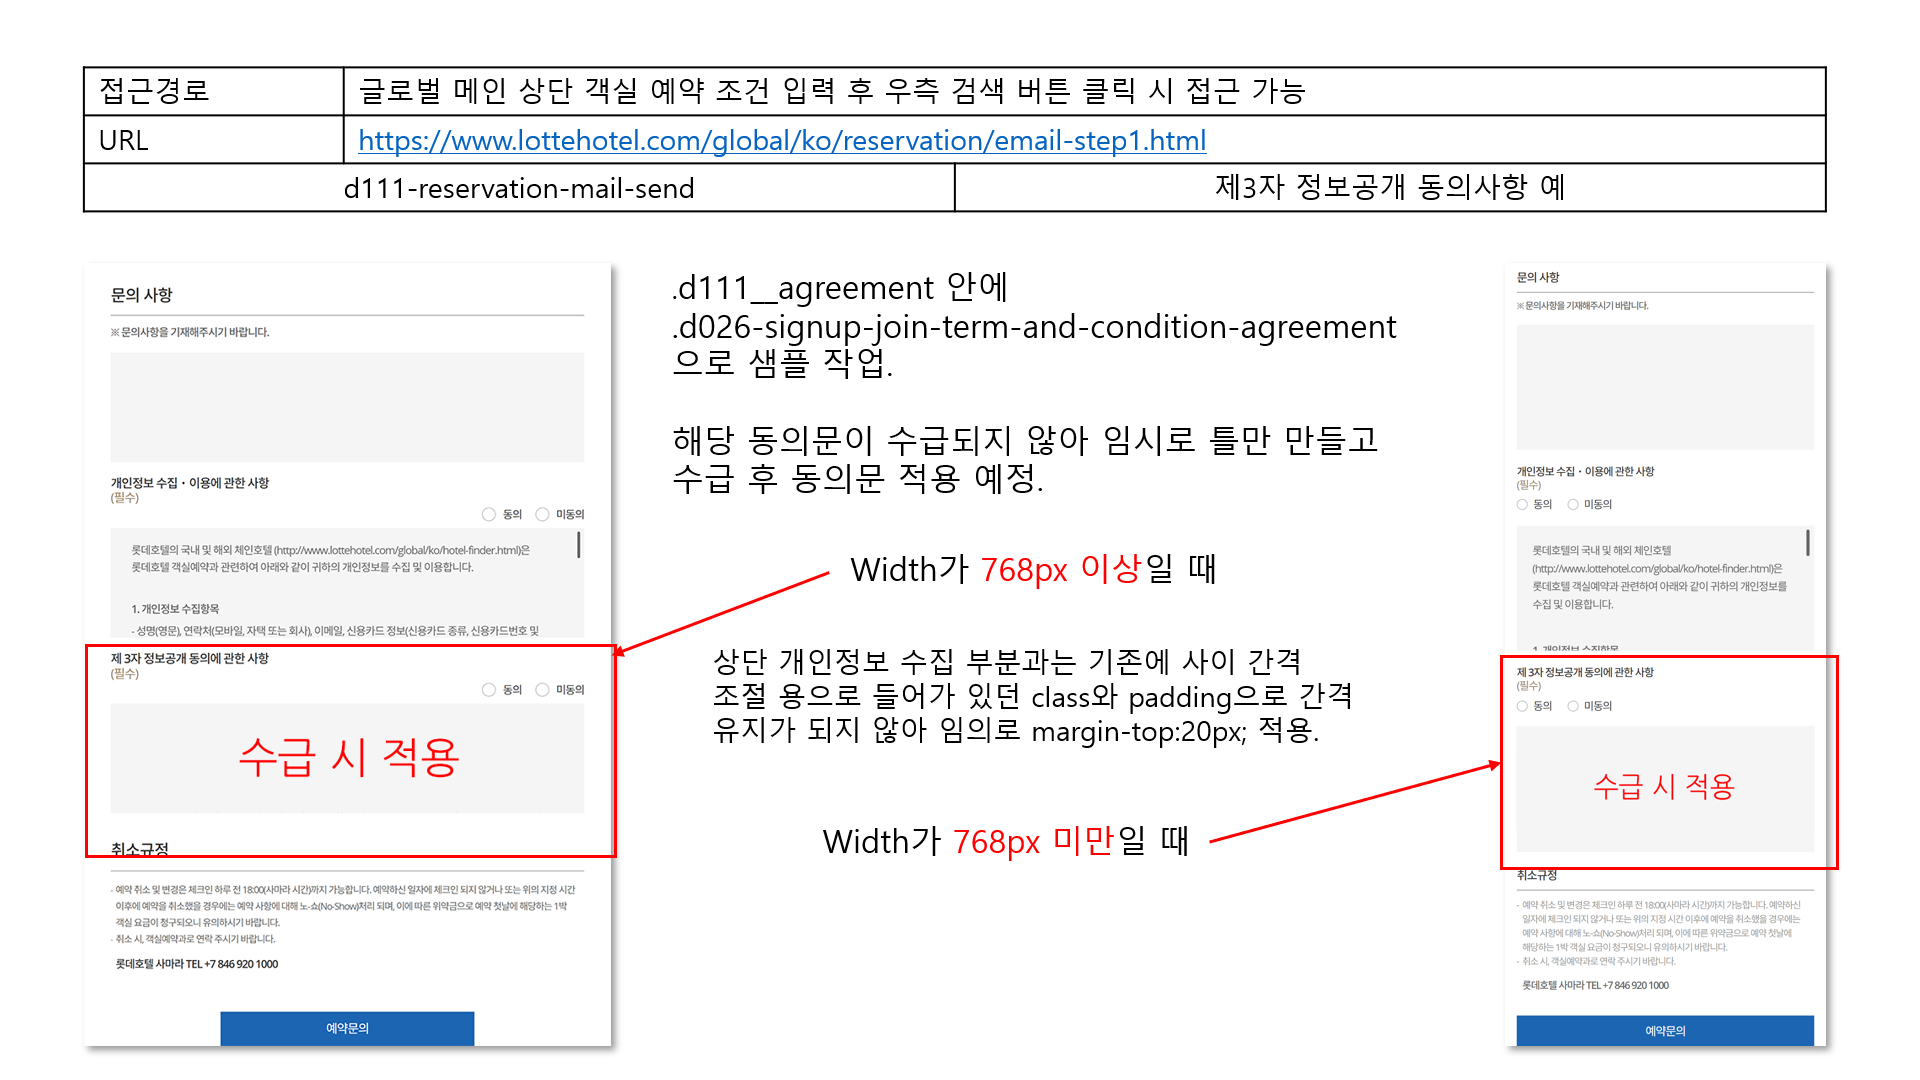 접근경로 글로벌 메인 상단 객실 예약 조건 입력 후 우측 검색 버튼 클릭 시 접근 가능
URL https://www.lottehotel.com/global/ko/reservation/email-step1.html
d111-reservation-mail-send 제3자 정보공개 동의사항 예
문의 사항
※ 문의사항을 기재해주시기 바랍니다.
개인정보 수집・이용에 관한 사항
(필수)
동의 미동의
롯데호텔의 국내 및 해외 체인호텔 (http://www.lottehotel.com/global/ko/hotel-finder.html)은
롯데호텔 객실예약과 관련하여 아래와 같이 귀하의 개인정보를 수집 및 이용합니다.
1. 개인정보 수집항목
- 성명(영문), 연락처(모바일, 자택 또는 회사), 이메일, 신용카드 정보(신용카드 종류, 신용카드번호 및
제 3자 정보공개 동의에 관한 사항
(필수)
동의 미동의
수급 시 적용
취소규정
- 예약 취소 및 변경은 체크인 하루 전 18:00(사마라 시간)까지 가능합니다. 예약하신 일자에 체크인 되지 않거나 또는 위의 지정 시간
이후에 예약을 취소했을 경우에는 예약 사항에 대해 노-쇼(No-Show)처리 되며, 이에 따른 위약금으로 예약 첫날에 해당하는 1박
객실 요금이 청구되오니 유의하시기 바랍니다.
- 취소 시, 객실예약과로 연락 주시기 바랍니다.
롯데호텔 사마라 TEL +7 846 920 1000
예약문의
.d111__agreement 안에
.d026-signup-join-term-and-condition-agreement
으로 샘플 작업.
해당 동의문이 수급되지 않아 임시로 틀만 만들고
수급 후 동의문 적용 예정.
Width가 768px 이상일 때
상단 개인정보 수집 부분과는 기존에 사이 간격
조절 용으로 들어가 있던 class와 padding으로 간격
유지가 되지 않아 임의로 margin-top:20px; 적용.
Width가 768px 미만일 때
문의 사항
※ 문의사항을 기재해주시기 바랍니다.
개인정보 수집・이용에 관한 사항
(필수)
동의 미동의
롯데호텔의 국내 및 해외 체인호텔
(http://www.lottehotel.com/global/ko/hotel-finder.html)은
롯데호텔 객실예약과 관련하여 아래와 같이 귀하의 개인정보를
수집 및 이용합니다.
1. 개인정보 수집항목
제 3자 정보공개 동의에 관한 사항
(필수)
동의 미동의
수급 시 적용
취소규정
- 예약 취소 및 변경은 체크인 하루 전 18:00(사마라 시간)까지 가능합니다. 예약하신
일자에 체크인 되지 않거나 또는 위의 지정 시간 이후에 예약을 취소했을 경우에는
예약 사항에 대해 노-쇼(No-Show)처리 되며, 이에 따른 위약금으로 예약 첫날에
해당하는 1박 객실 요금이 청구되오니 유의하시기 바랍니다.
- 취소 시, 객실예약과로 연락 주시기 바랍니다.
롯데호텔 사마라 TEL +7 846 920 1000
예약문의